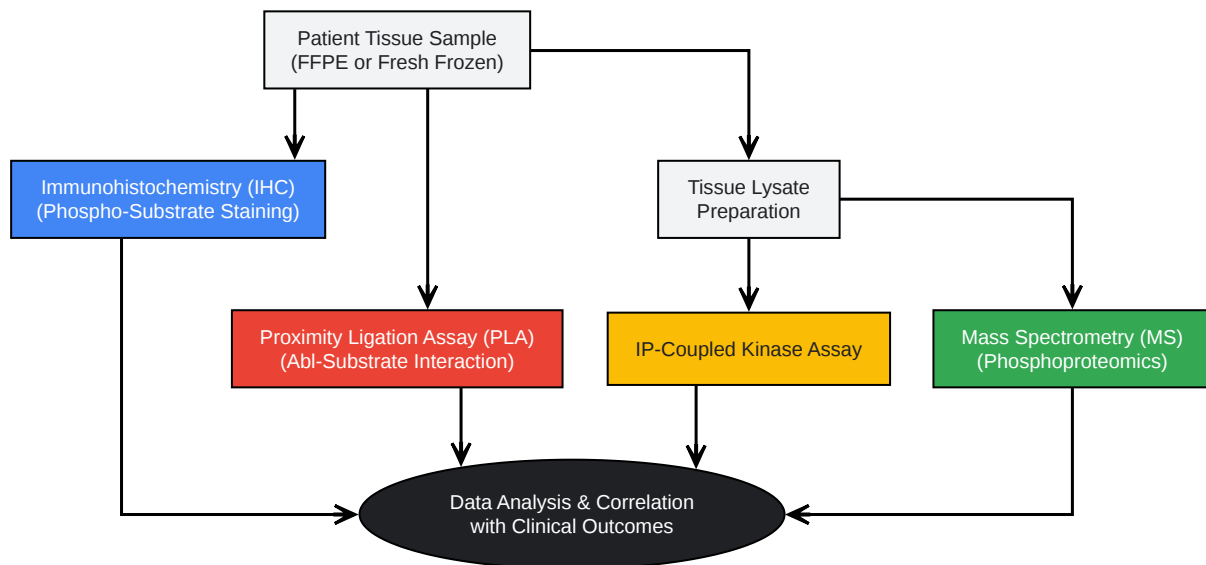 Patient Tissue Sample
(FFPE or Fresh Frozen)
Immunohistochemistry (IHC)
(Phospho-Substrate Staining)
Tissue Lysate
Preparation
Proximity Ligation Assay (PLA)
(Abl-Substrate Interaction)
IP-Coupled Kinase Assay
Mass Spectrometry (MS)
(Phosphoproteomics)
Data Analysis & Correlation
with Clinical Outcomes